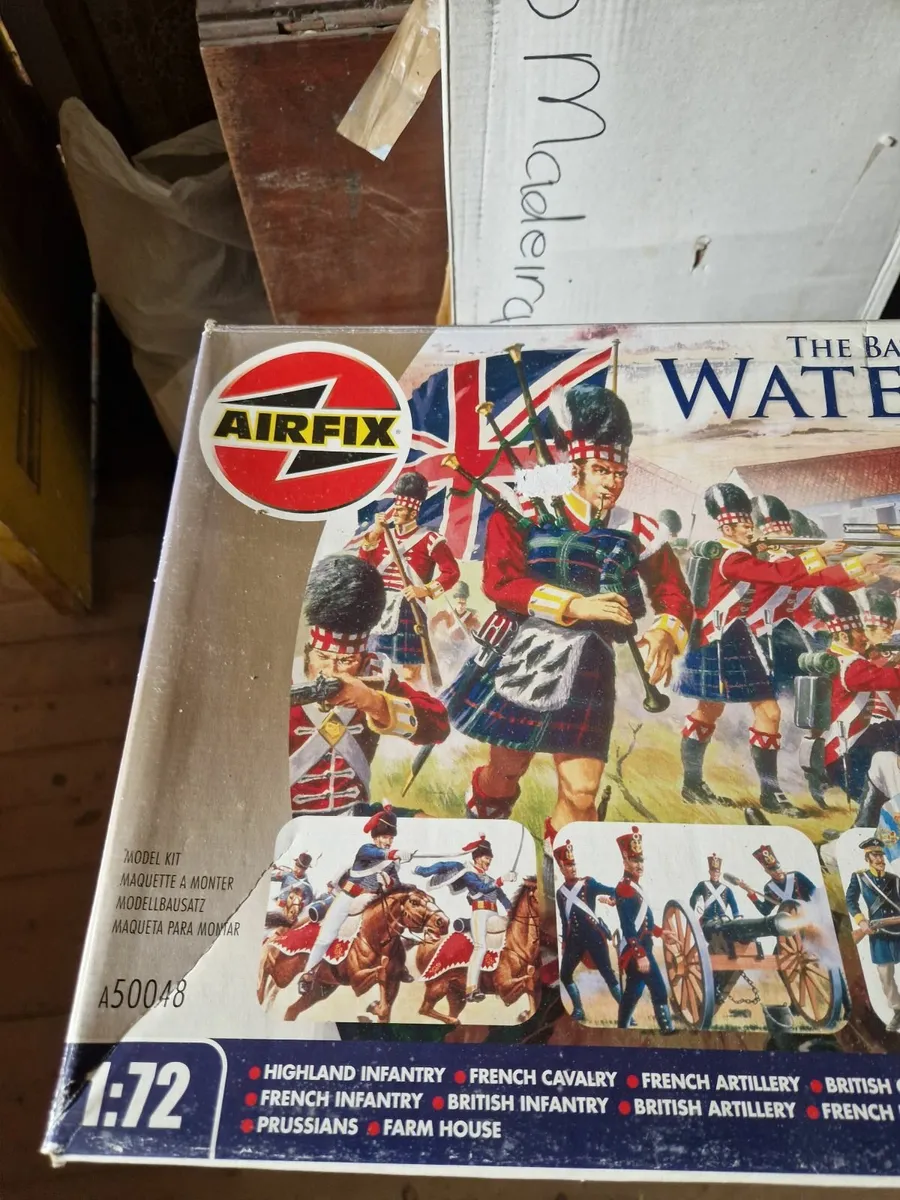 Madeira
THE BA
WATE
AIRFIX
MODEL KIT
MAQUETTE A MONTER
MODELLBAUSATZ
MAQUETA PARA MONTAR
A50048
1:72
• HIGHLAND INFANTRY • FRENCH CAVALRY • FRENCH ARTILLERY • BRITISH
• FRENCH INFANTRY • BRITISH INFANTRY • BRITISH ARTILLERY • FRENCH
• PRUSSIANS • FARM HOUSE